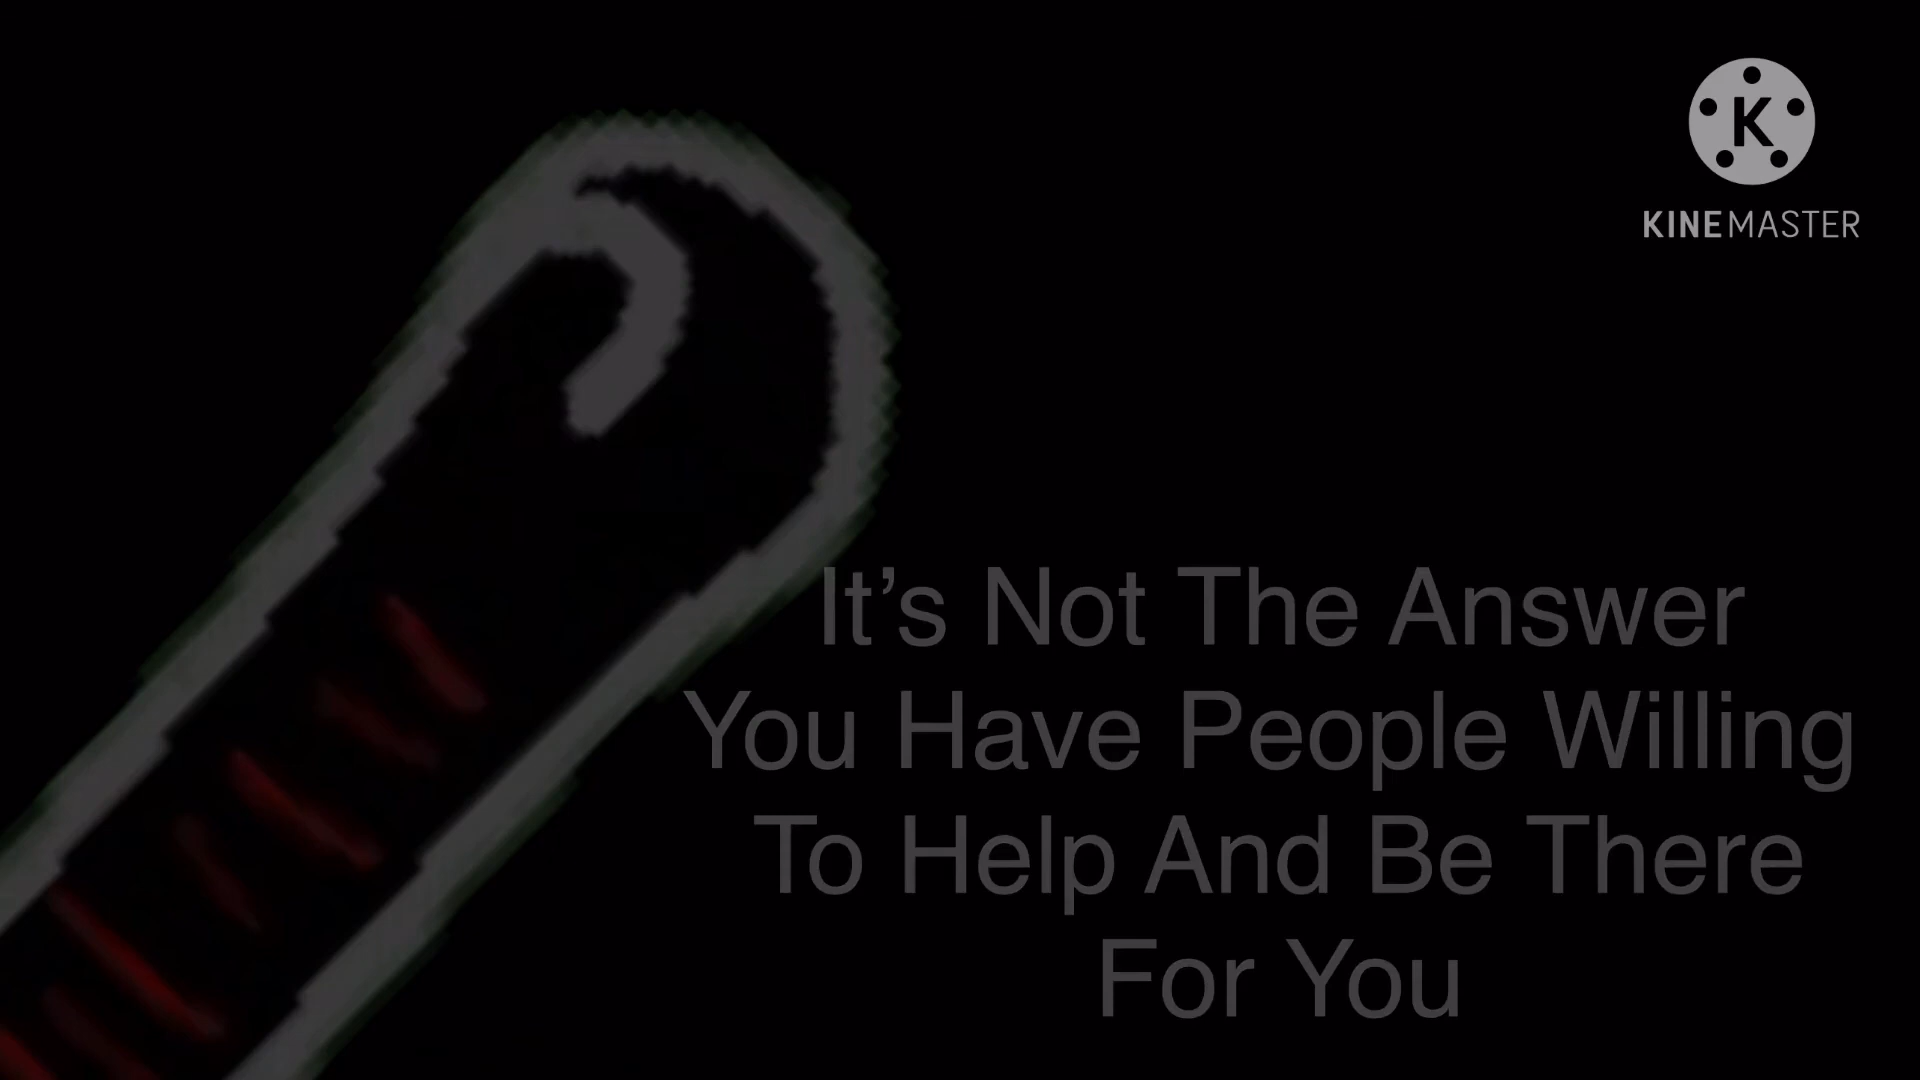 K
KINEMASTER
It's Not The Answer
You Have People Willing
To Help And Be There
For You